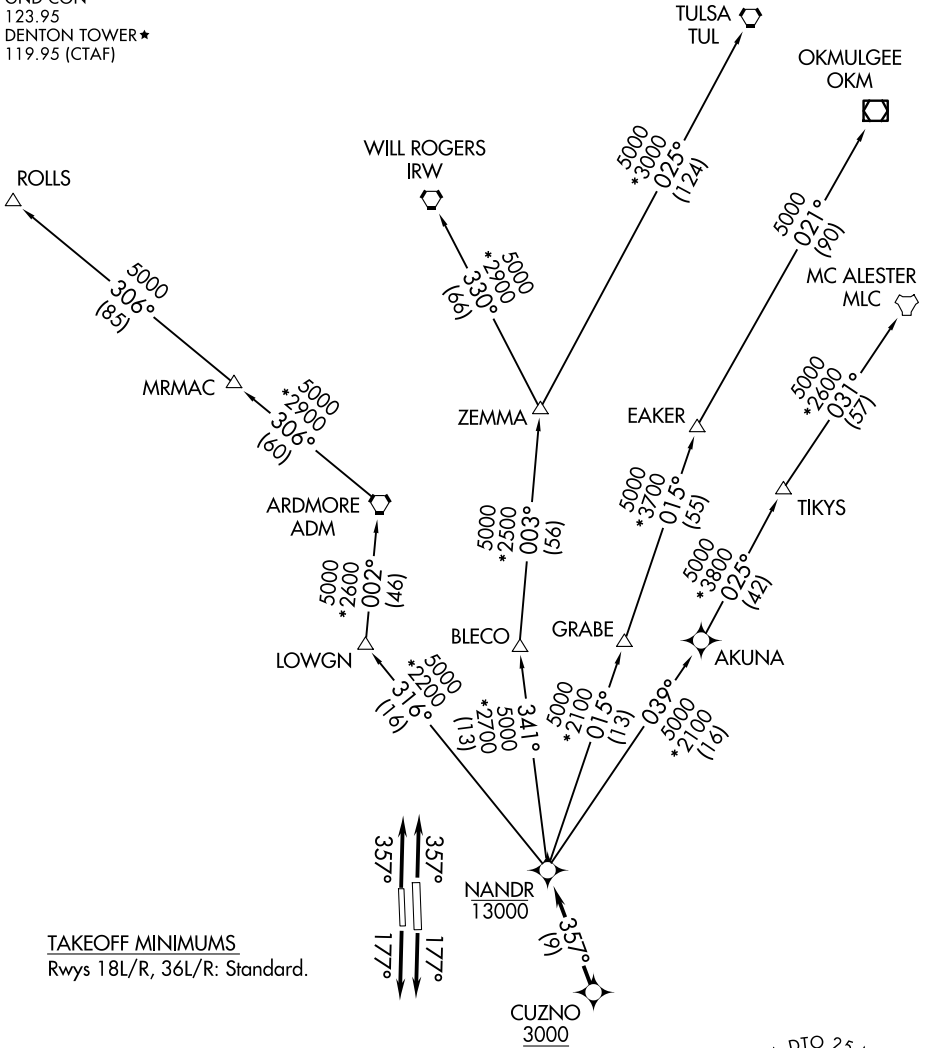 GND CON
123.95
DENTON TOWER★
119.95 (CTAF)
TULSA
TUL
OKMULGEE
OKM
WILL ROGERS
IRW
ROLLS
5000
*3000
025°
(124)
5000
021°
(90)
MC ALESTER
MLC
5000
*2900
330°
(66)
5000
306°
(85)
MRMAC
5000
*2900
306°
(60)
ZEMMA
EAKER
5000
*2600
031°
(57)
ARDMORE
ADM
5000
*2500
003°
(56)
5000
*3700
015°
(55)
TIKYS
5000
*2600
002°
(46)
5000
*3800
025°
(42)
LOWGN
BLECO
GRABE
AKUNA
5000
*2200
316°
(16)
341°
5000
*2700
(13)
5000
*2100
015°
(13)
039°
5000
*2100
(16)
357°
357°
177°
177°
NANDR
13000
357°
(9)
TAKEOFF MINIMUMS
Rwys 18L/R, 36L/R: Standard.
CUZNO
3000
DTO 25